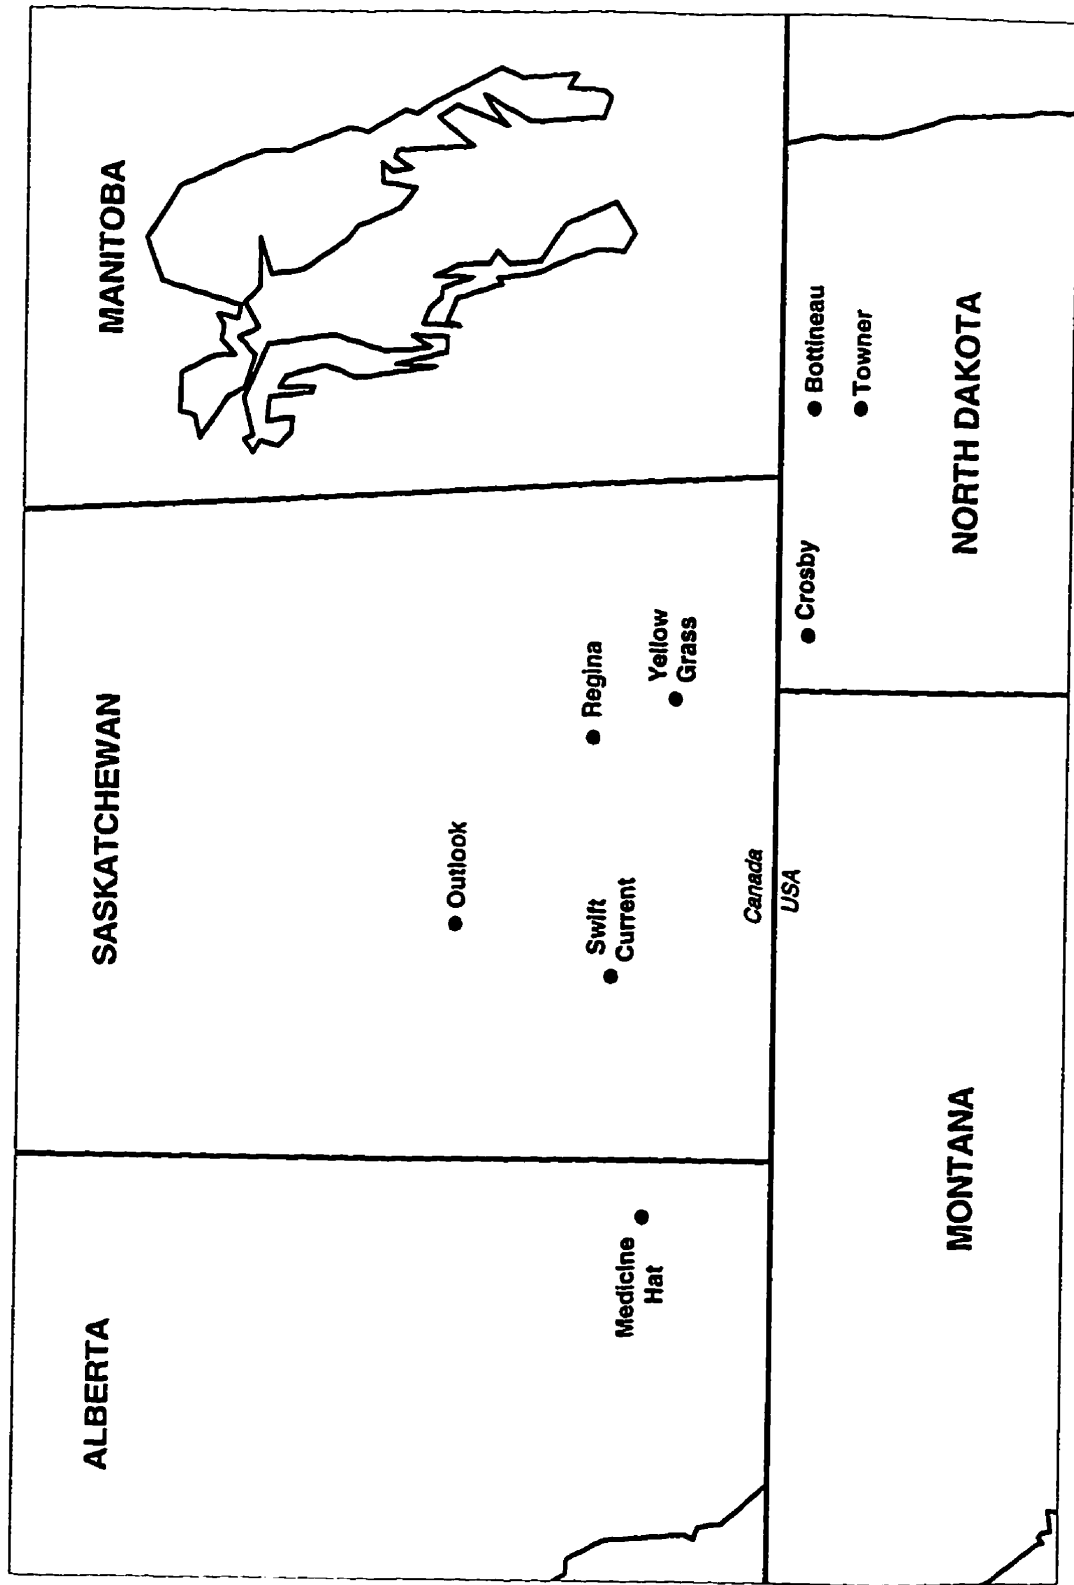 ALBERTA
SASKATCHEWAN
MANITOBA
Outlook
Regina
Swift
Current
Medicine
Hat
Yellow
Grass
Canada
USA
Crosby
Bottineau
Towner
MONTANA
NORTH DAKOTA